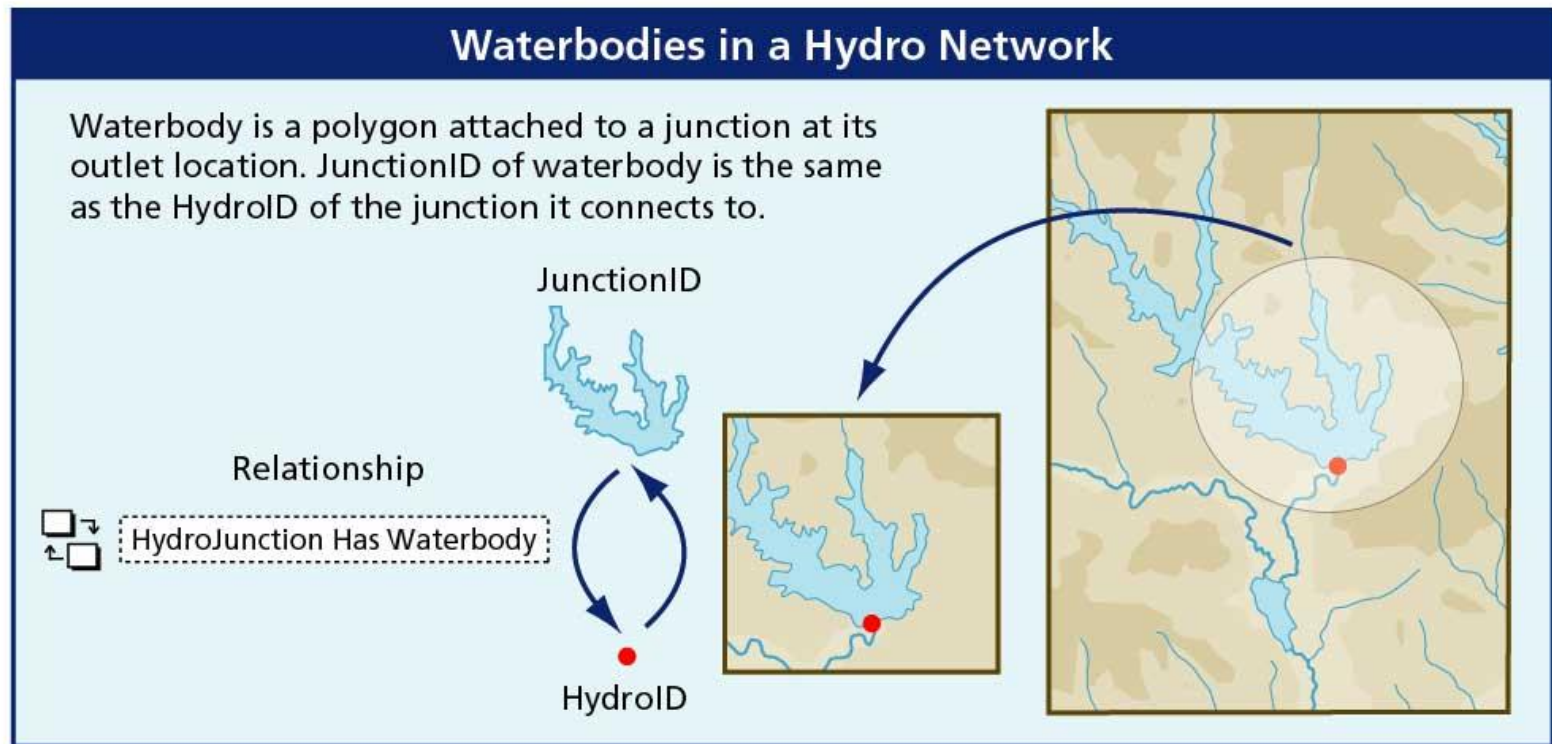 Waterbodies in a Hydro Network
Waterbody is a polygon attached to a junction at its
outlet location. JunctionID of waterbody is the same
as the HydroID of the junction it connects to.
JunctionID
Relationship
HydroJunction Has Waterbody
HydroID